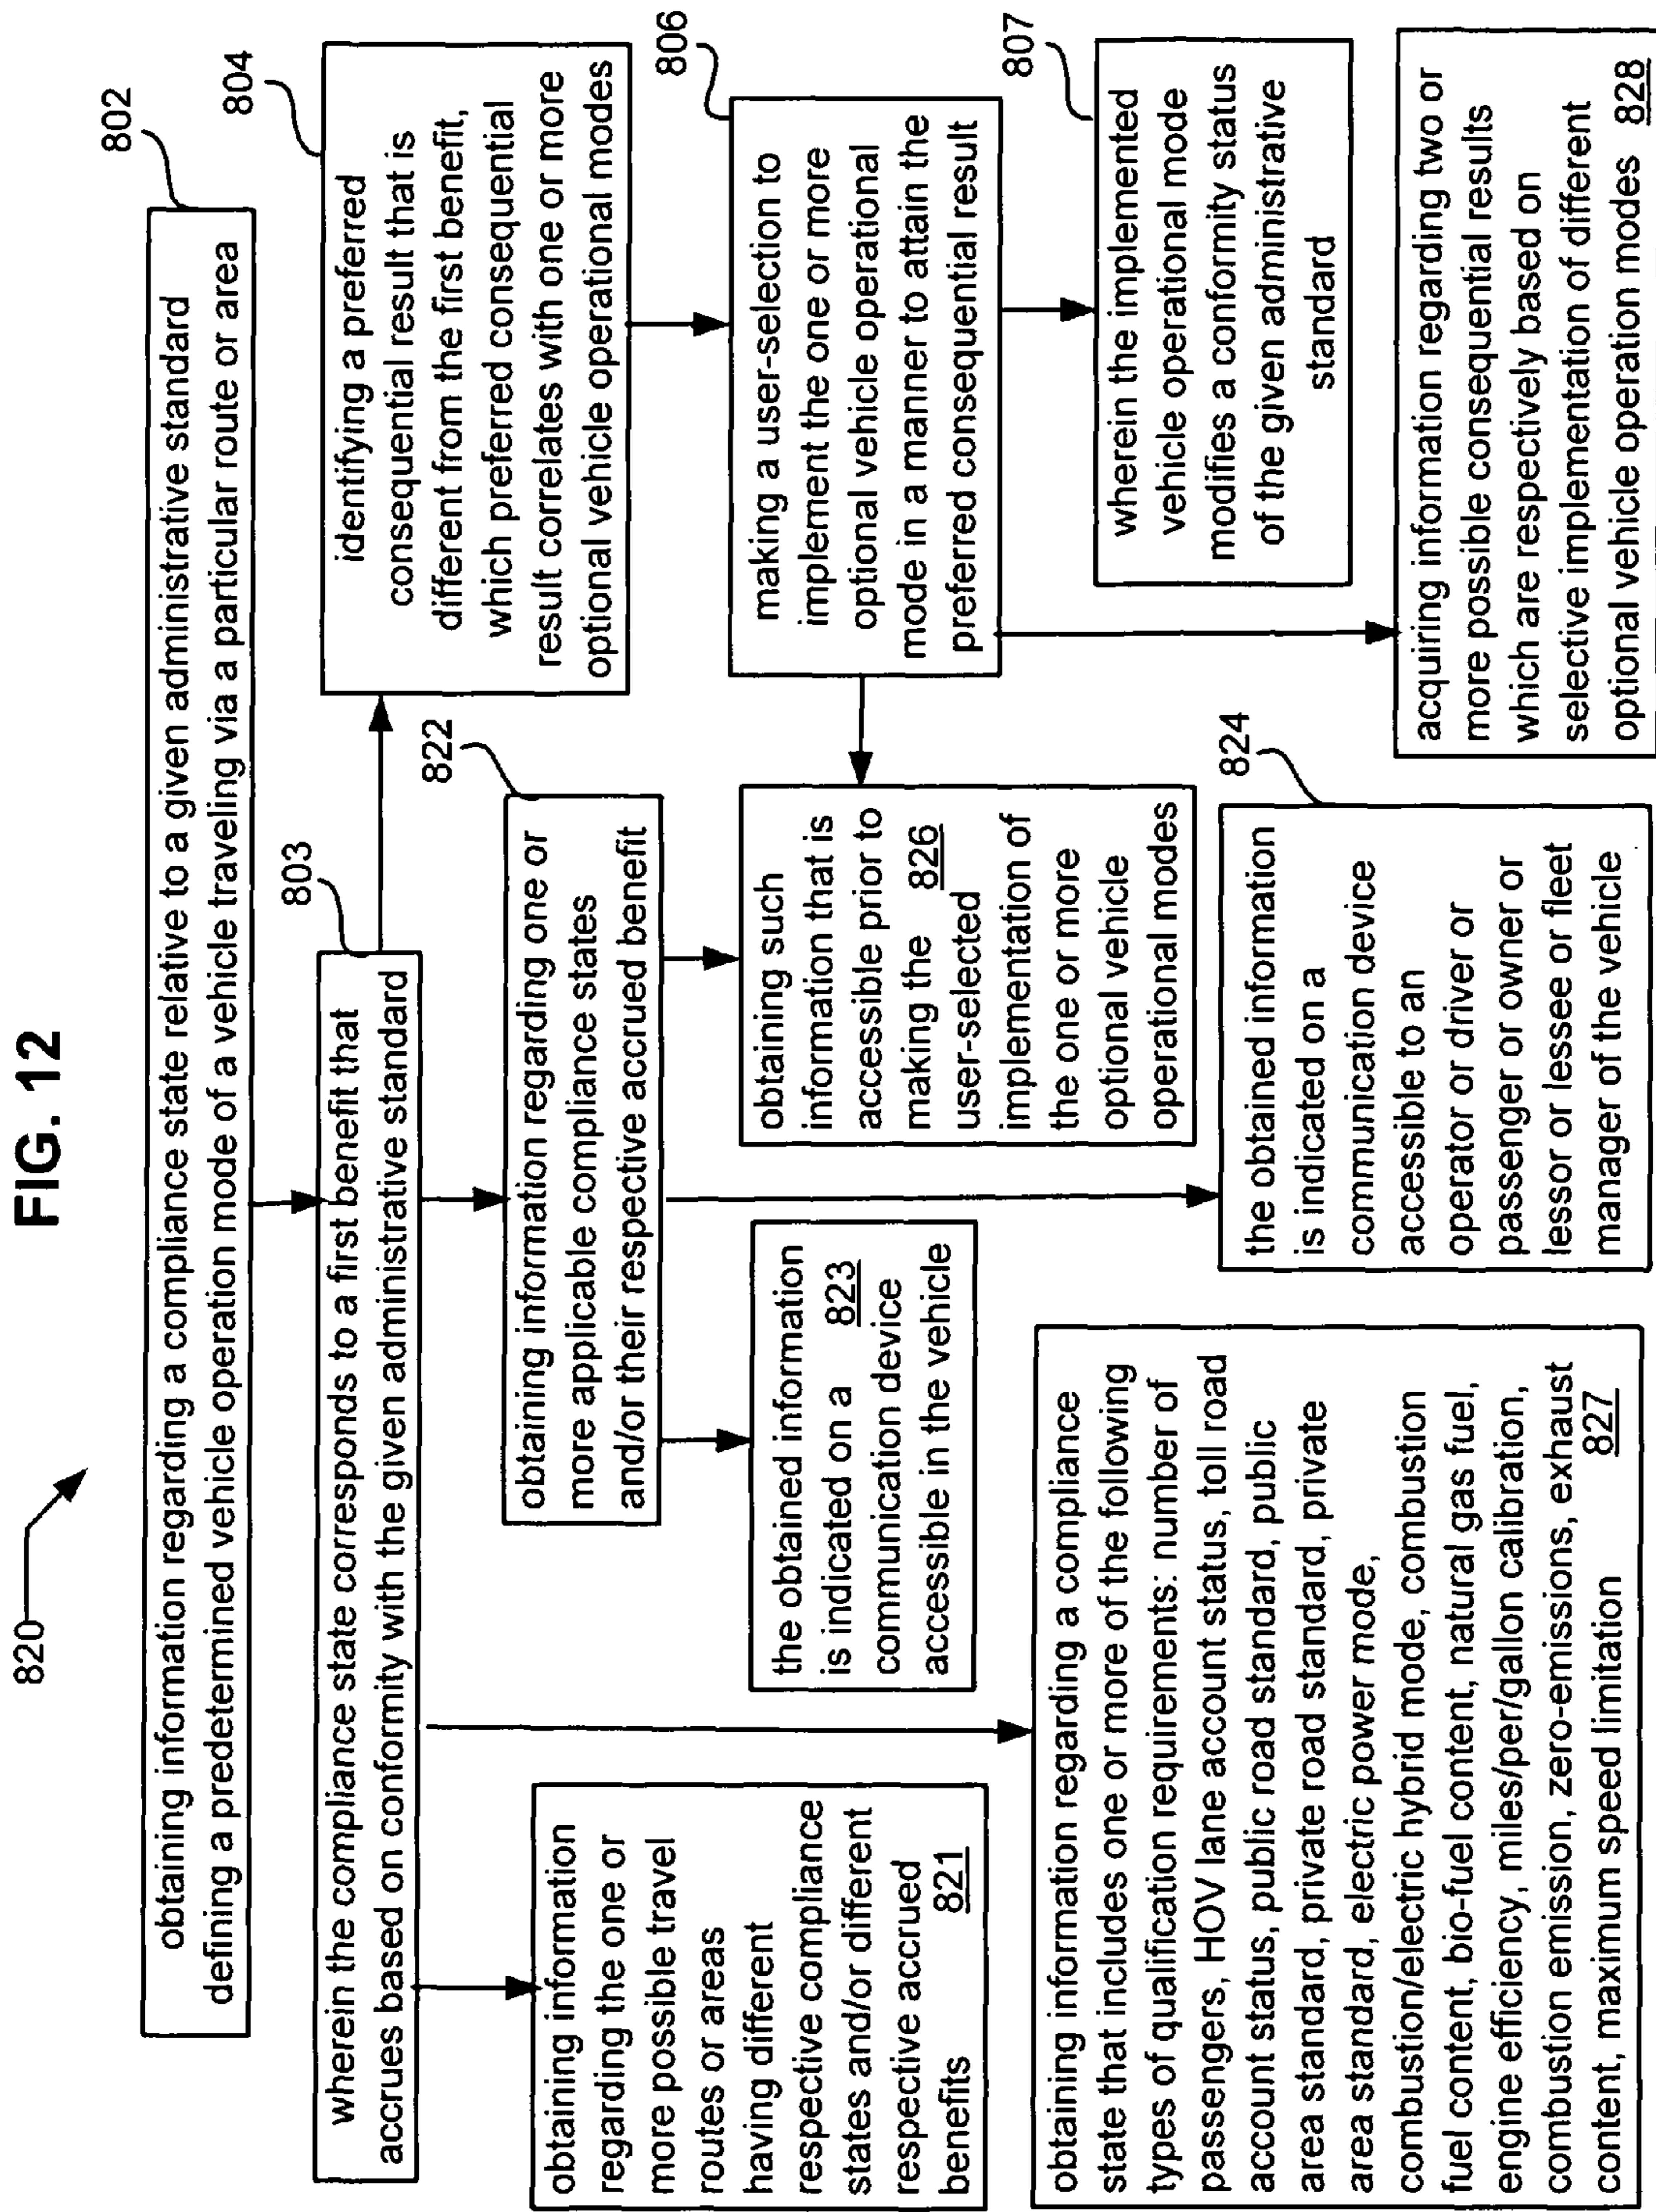 FIG. 12
820
802
obtaining information regarding a compliance state relative to a given administrative standard
defining a predetermined vehicle operation mode of a vehicle traveling via a particular route or area
803
wherein the compliance state corresponds to a first benefit that
accrues based on conformity with the given administrative standard
804
identifying a preferred
consequential result that is
different from the first benefit,
which preferred consequential
result correlates with one or more
optional vehicle operational modes
822
obtaining information regarding one or
more applicable compliance states
and/or their respective accrued benefit
806
making a user-selection to
implement the one or more
optional vehicle operational
mode in a manner to attain the
preferred consequential result
821
obtaining information
regarding the one or
more possible travel
routes or areas
having different
respective compliance
states and/or different
respective accrued
benefits
the obtained information
is indicated on a 823
communication device
accessible in the vehicle
obtaining such
information that is
accessible prior to
making the 826
user-selected
implementation of
the one or more
optional vehicle
operational modes
807
wherein the implemented
vehicle operational mode
modifies a conformity status
of the given administrative
standard
obtaining information regarding a compliance
state that includes one or more of the following
types of qualification requirements: number of
passengers, HOV lane account status, toll road
account status, public road standard, public
area standard, private road standard, private
area standard, electric power mode,
combustion/electric hybrid mode, combustion
fuel content, bio-fuel content, natural gas fuel,
engine efficiency, miles/per/gallon calibration,
combustion emission, zero-emissions, exhaust
content, maximum speed limitation 827
824
the obtained information
is indicated on a
communication device
accessible to an
operator or driver or
passenger or owner or
lessor or lessee or fleet
manager of the vehicle
acquiring information regarding two or
more possible consequential results
which are respectively based on
selective implementation of different
optional vehicle operation modes 828